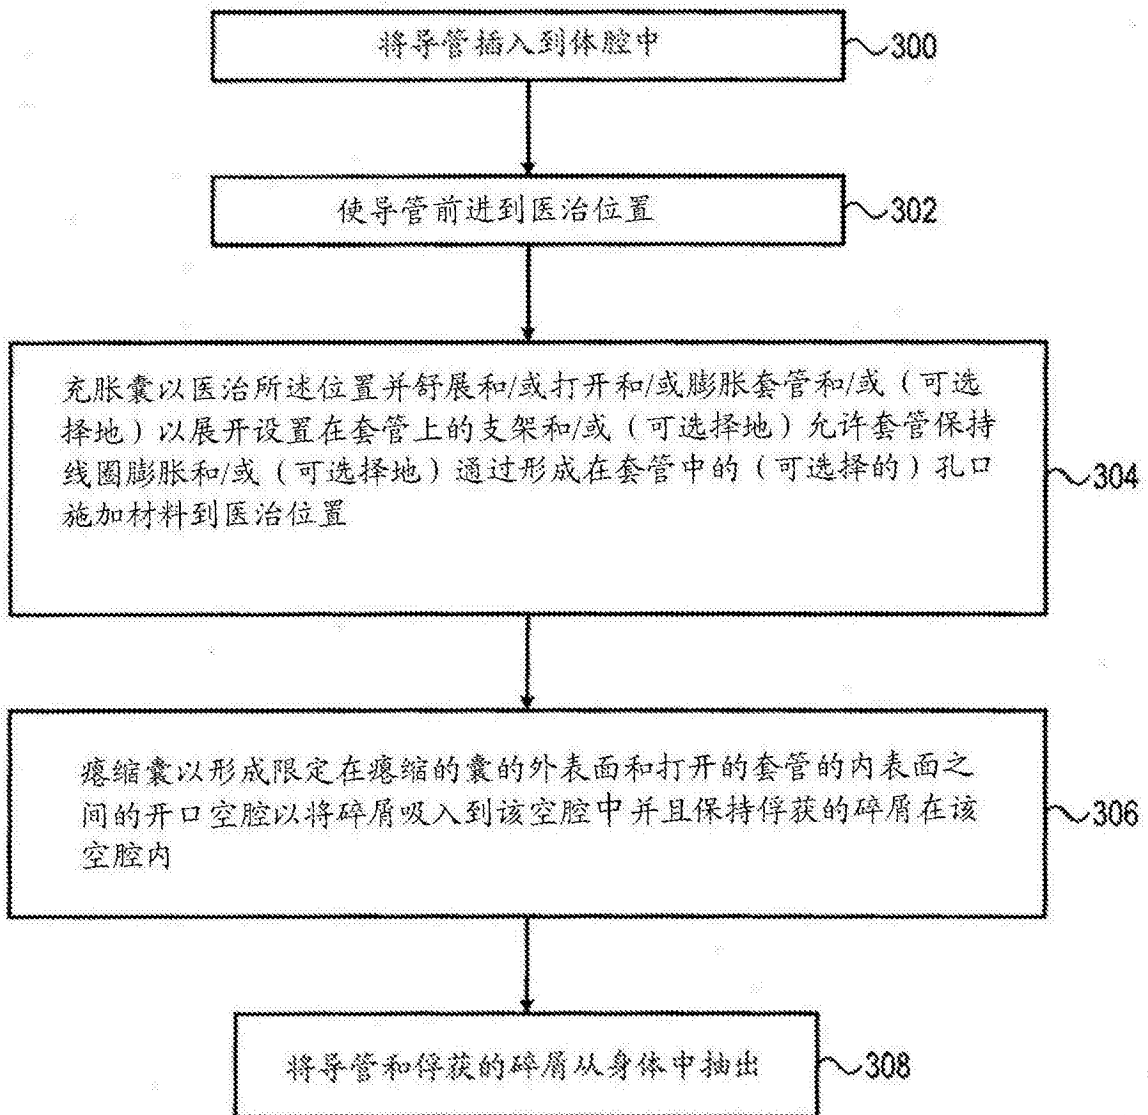 将导管插入到体腔中 300
使导管前进到医治位置 302
充胀囊以医治所述位置并舒展和/或打开和/或膨胀套管和/或(可选
择地)以展开设置在套管上的支架和/或(可选择地)允许套管保持
线圈膨胀和/或(可选择地)通过形成在套管中的(可选择的)孔口
施加材料到医治位置
304
瘪缩囊以形成限定在瘪缩的囊的外表面和打开的套管的内表面之
间的开口空腔以将碎屑吸入到该空腔中并且保持俘获的碎屑在该
空腔内
306
将导管和俘获的碎屑从身体中抽出 308